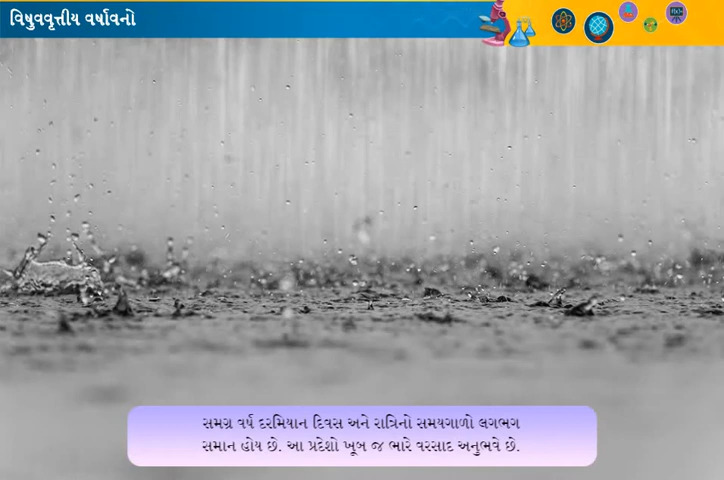 વિષુવવૃત્તીય વર્ષાવનો
સમગ્ર વર્ષ દરમિયાન દિવસ અને રાત્રિનો સમયગાળો લગભગ
સમાન હોય છે. આ પ્રદેશો ખૂબ જ ભારે વરસાદ અનુભવે છે.